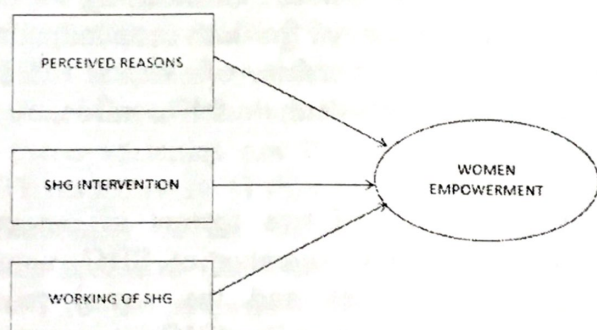 PERCEIVED REASONS
SHG INTERVENTION
WOMEN
EMPOWERMENT
WORKING OF SHG